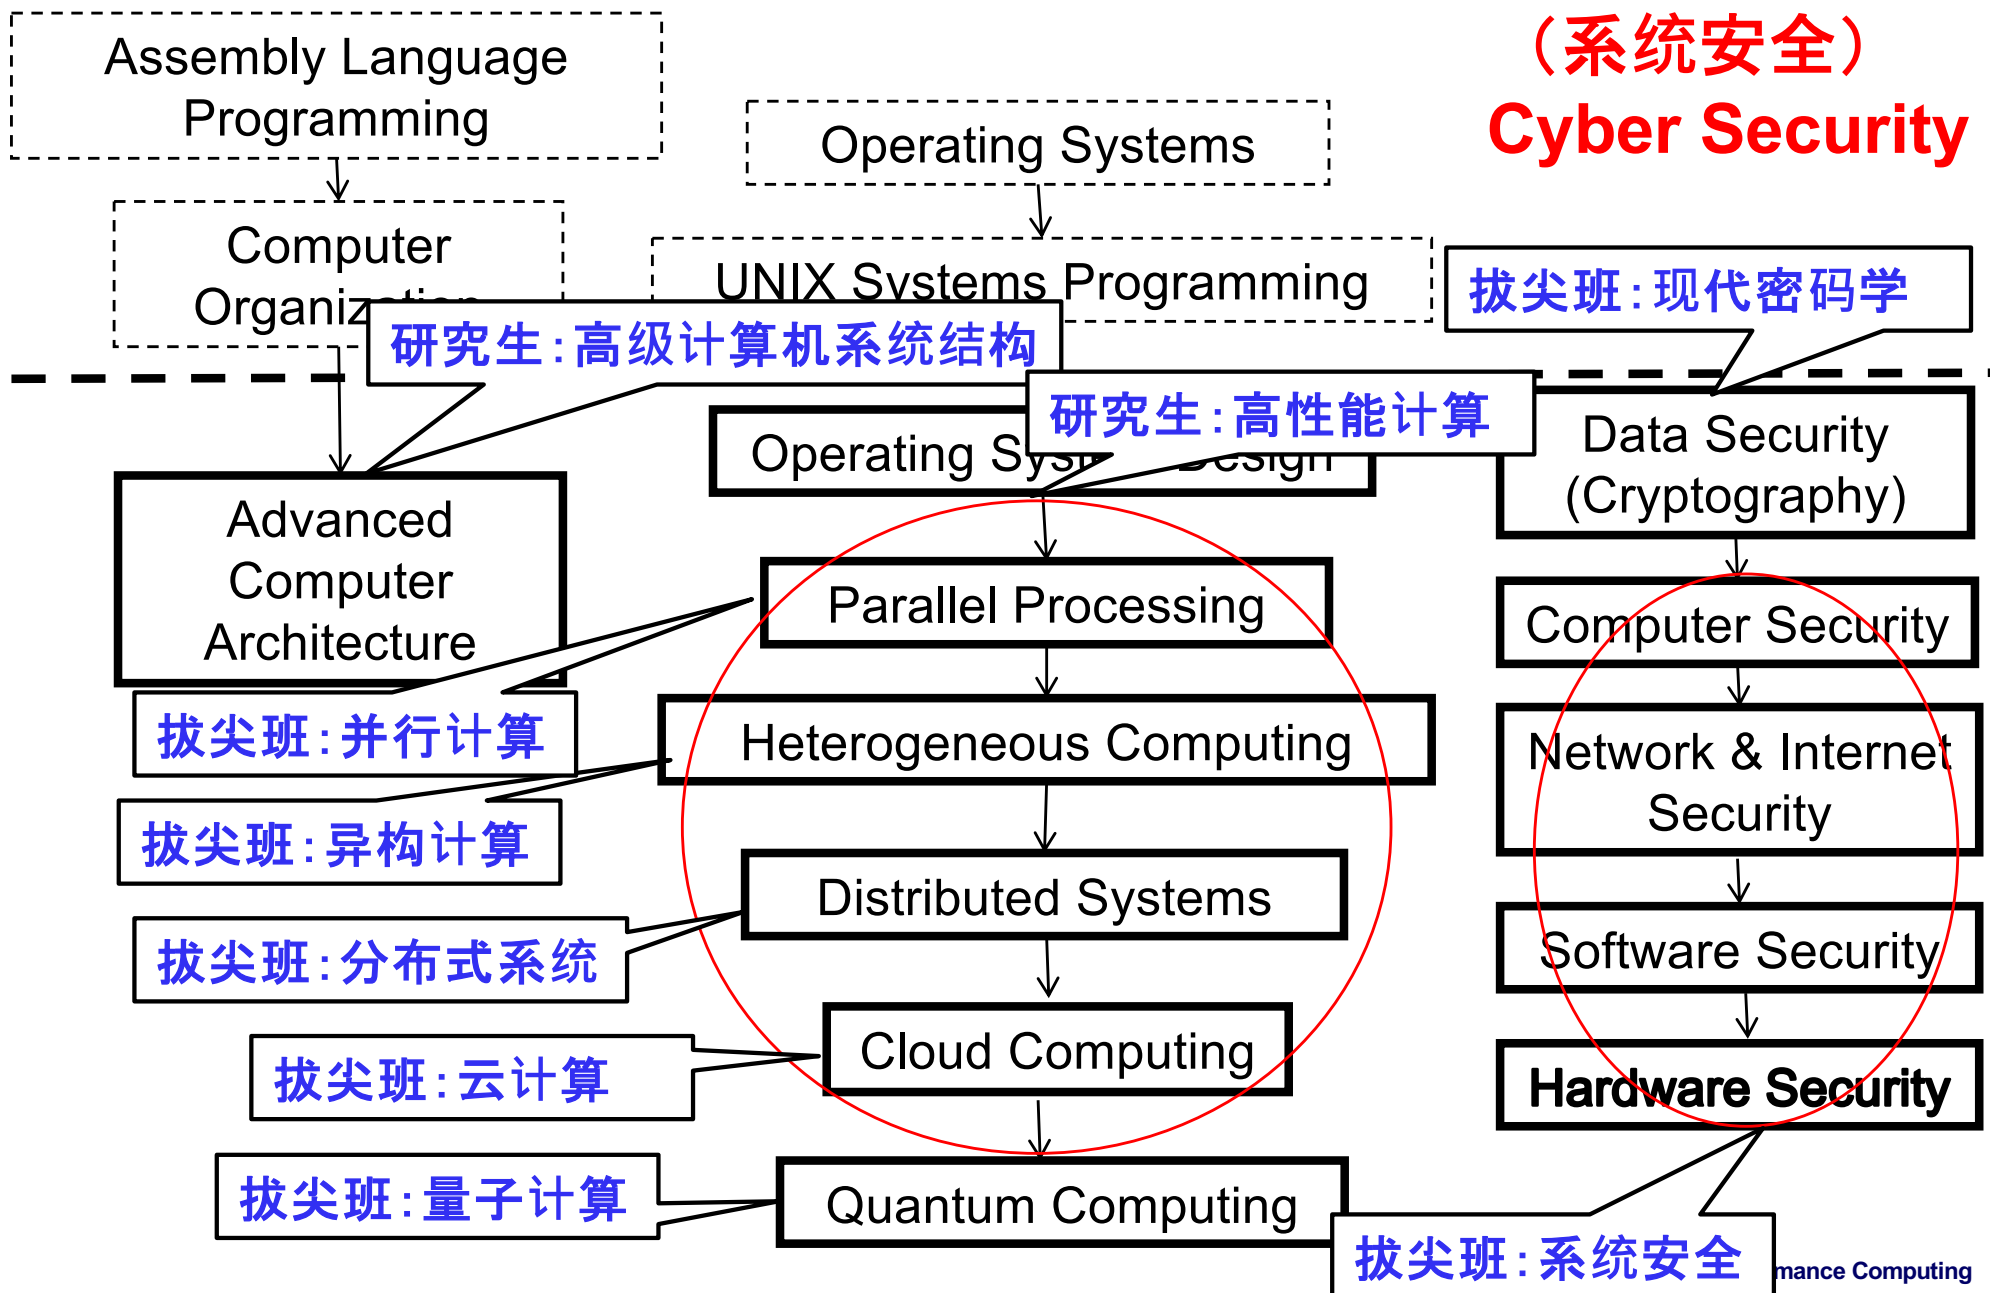 Assembly Language
Programming
Operating Systems
（系统安全）
Cyber Security
Computer
UNIX Systems Programming
研究生:高级计算机系统结构
拔尖班:现代密码学
研究生:高性能计算
Operating
Data Security
(Cryptography)
Advanced
Computer
Architecture
Parallel Processing
Computer Security
拔尖班:并行计算
Heterogeneous Computing
Network & Internet
Security
拔尖班:异构计算
Distributed Systems
拔尖班:分布式系统
Software Security
Cloud Computing
拔尖班:云计算
Hardware Security
拔尖班:量子计算
Quantum Computing
拔尖班:系统安全
mance Computing